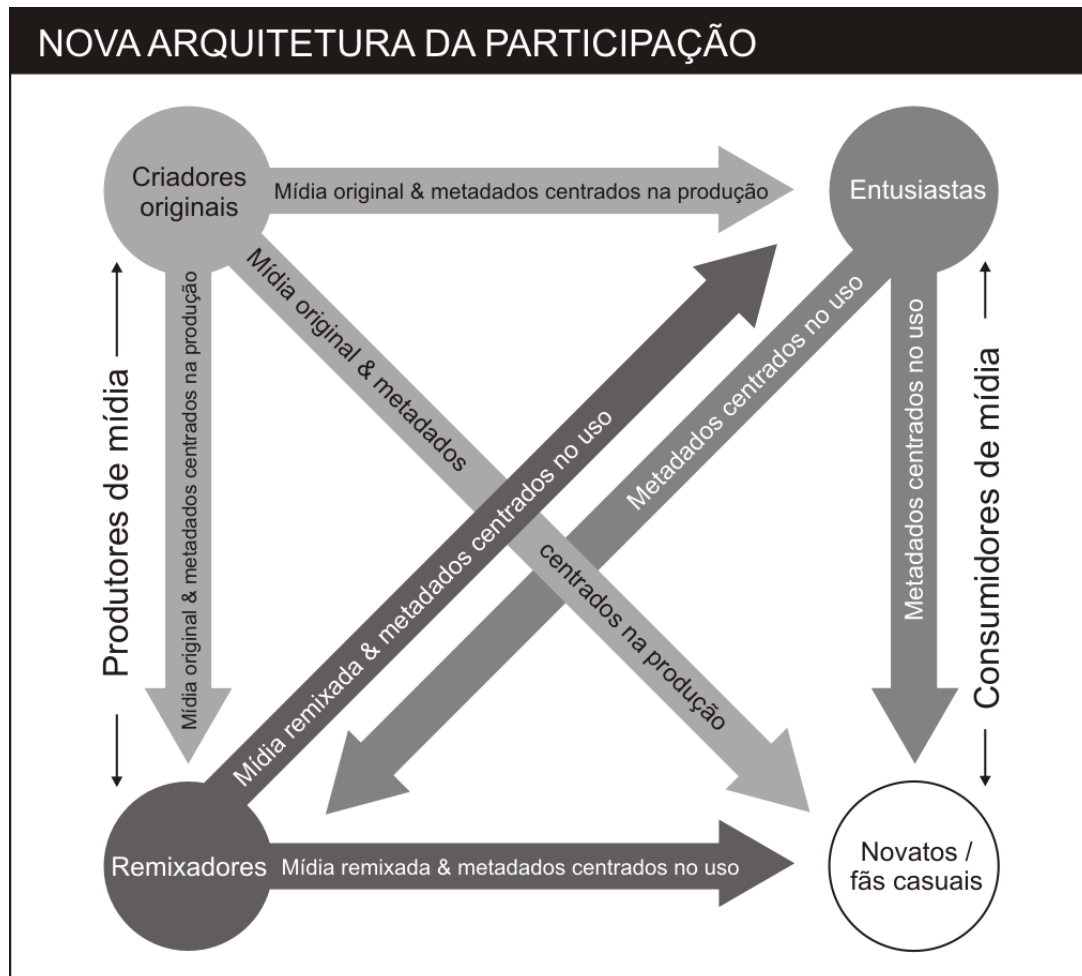 NOVA ARQUITETURA DA PARTICIPAÇÃO
Criadores
originais
Mídia original & metadados centrados na produção
Entusiastas
Mídia original & metadados centrados na produção
Mídia original & metadados
centrados na produção
Mídia remixada & metadados centrados no uso
Metadados centrados no uso
Metadados centrados no uso
Produtores de mídia
Consumidores de mídia
Remixadores
Mídia remixada & metadados centrados no uso
Novatos /
fãs casuais